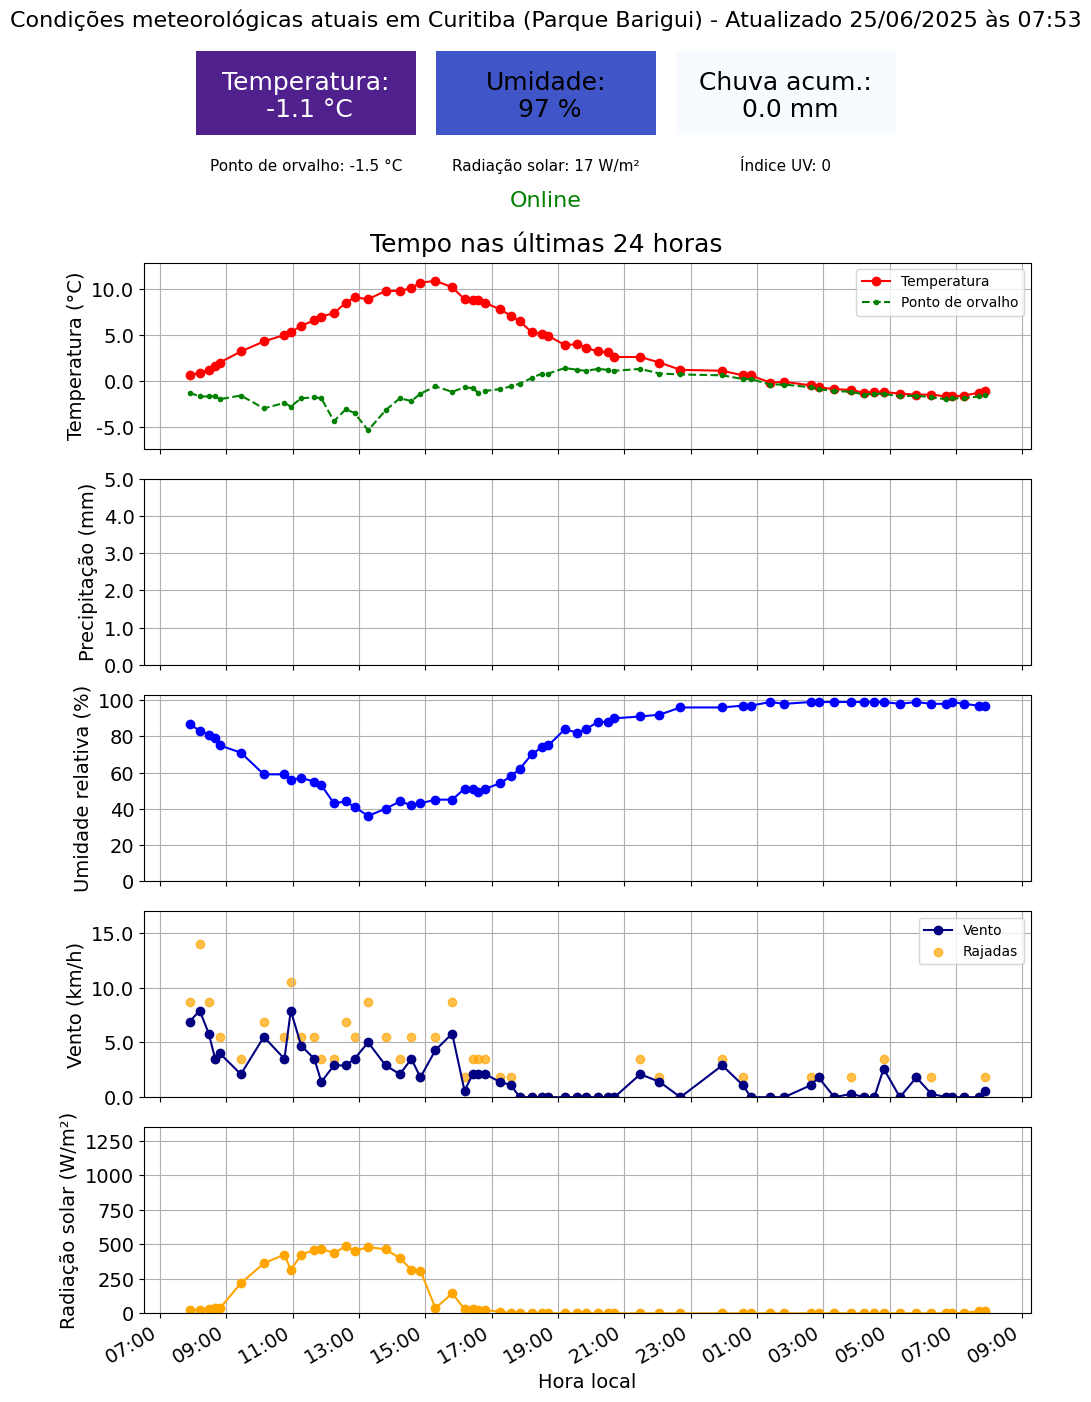 Condições meteorológicas atuais em Curitiba (Parque Barigui) - Atualizado 25/06/2025 às 07:53
Temperatura:
-1.1 °C
Umidade:
97 %
Chuva acum.:
0.0 mm
Ponto de orvalho: -1.5 °C
Radiação solar: 17 W/m²
Índice UV: 0
Online
Tempo nas últimas 24 horas
Temperatura (°C)
10.0
5.0
0.0
-5.0
Temperatura
Ponto de orvalho
Precipitação (mm)
5.0
4.0
3.0
2.0
1.0
0.0
Umidade relativa (%)
100
80
60
40
20
0
Vento (km/h)
15.0
10.0
5.0
0.0
Vento
Rajadas
Radiação solar (W/m²)
1250
1000
750
500
250
0
07:00
09:00
11:00
13:00
15:00
17:00
19:00
21:00
23:00
01:00
03:00
05:00
07:00
09:00
Hora local